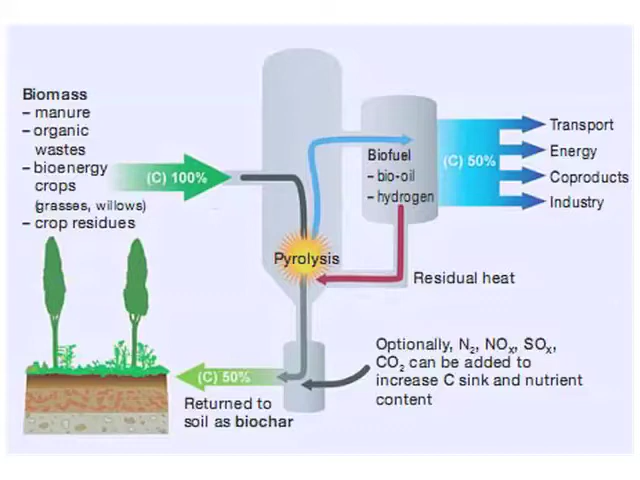 Biomass
– manure
– organic
wastes
– bioenergy
crops
(grasses, willows)
– crop residues
(C) 100%
Pyrolysis
Biofuel
- bio-oil
- hydrogen
(C) 50%
Transport
Energy
Coproducts
Industry
Residual heat
Optionally, N₂, NOₓ, SOₓ,
CO₂ can be added to
increase C sink and nutrient
content
(C) 50%
Returned to
soil as biochar